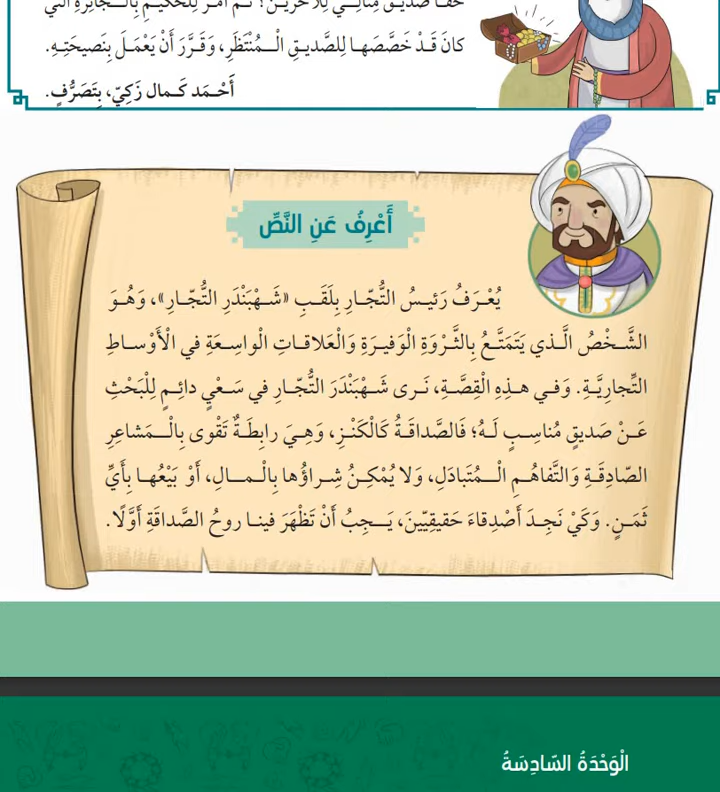 حَقًّا صَديقٌ مِثالِيٌّ لِلْآخَرينَ؟ ثُمَّ أَمَرَ لِلْحَكيمِ بِالْجائِزَةِ الَّتي
كانَ قَدْ خَصَّصَها لِلصَّديقِ الْمُنْتَظَرِ، وَقَرَّرَ أَنْ يَعْمَلَ بِنَصيحَتِهِ.
أَحْمَد كَمال زَكِيّ، بِتَصَرُّفٍ.
أَعْرِفُ عَنِ النَّصِّ
يُعْرَفُ رَئيسُ التُّجّارِ بِلَقَبِ «شَهْبَنْدَرِ التُّجّارِ»، وَهُوَ
الشَّخْصُ الَّذي يَتَمَتَّعُ بِالثَّرْوَةِ الْوَفيرَةِ وَالْعَلاقاتِ الْواسِعَةِ في الْأَوْساطِ
التِّجارِيَّةِ. وَفي هذِهِ الْقِصَّةِ، نَرى شَهْبَنْدَرَ التُّجّارِ في سَعْيٍ دائِمٍ لِلْبَحْثِ
عَنْ صَديقٍ مُناسِبٍ لَهُ؛ فَالصَّداقَةُ كَالْكَنْزِ، وَهِيَ رابِطَةٌ تَقْوى بِالْمَشاعِرِ
الصّادِقَةِ وَالتَّفاهُمِ الْمُتَبادَلِ، وَلا يُمْكِنُ شِراؤُها بِالْمالِ، أَوْ بَيْعُها بِأَيِّ
ثَمَنٍ. وَكَيْ نَجِدَ أَصْدِقاءَ حَقيقِيّينَ، يَجِبُ أَنْ تَظْهَرَ فينا روحُ الصَّداقَةِ أَوَّلًا.
الْوَحْدَةُ السّادِسَةُ